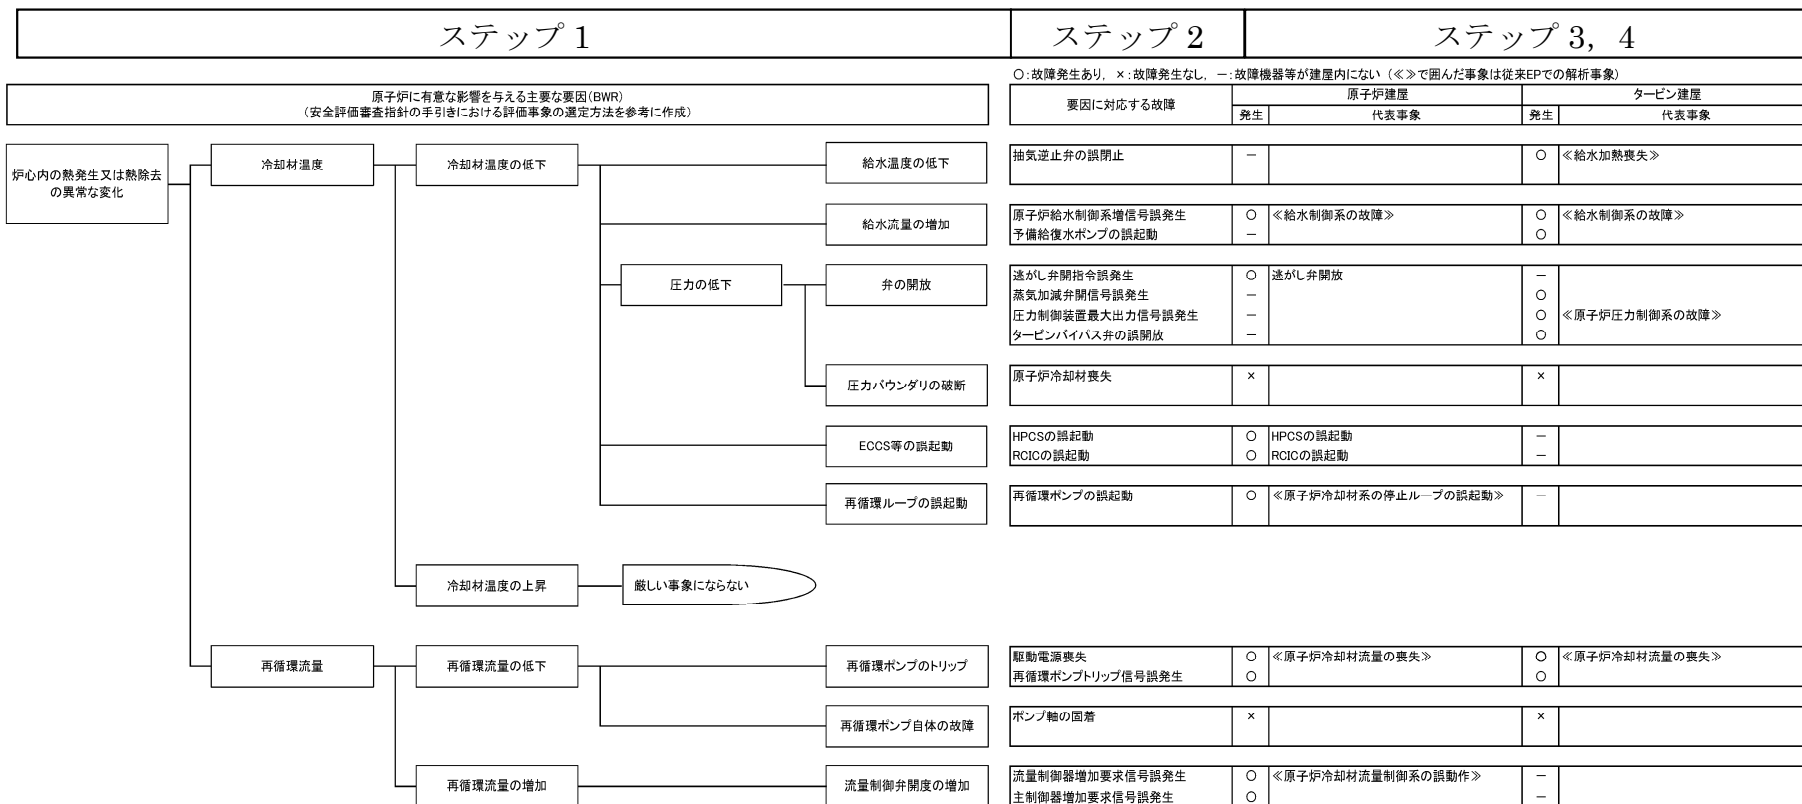 ステップ 1
ステップ 2
ステップ 3, 4
○:故障発生あり, ×:故障発生なし, －:故障機器等が建屋内にない (≪≫で囲んだ事象は従来EPでの解析事象)
原子炉に有意な影響を与える主要な要因(BWR)
(安全評価審査指針の手引きにおける評価事象の選定方法を参考に作成)
要因に対応する故障
原子炉建屋
タービン建屋
発生
代表事象
発生
代表事象
炉心内の熱発生又は熱除去
の異常な変化
冷却材温度
冷却材温度の低下
給水温度の低下
抽気逆止弁の誤閉止 － ○ ≪給水加熱喪失≫
給水流量の増加
原子炉給水制御系増信号誤発生 ○ ≪給水制御系の故障≫ ○ ≪給水制御系の故障≫
予備給復水ポンプの誤起動 － ○
圧力の低下
弁の開放
逃がし弁開指令誤発生 ○ 逃がし弁開放 －
蒸気加減弁開信号誤発生 － ○
圧力制御装置最大出力信号誤発生 － ○ ≪原子炉圧力制御系の故障≫
タービンバイパス弁の誤開放 － ○
圧力バウンダリの破断
原子炉冷却材喪失 × ×
ECCS等の誤起動
HPCSの誤起動 ○ HPCSの誤起動 －
RCICの誤起動 ○ RCICの誤起動 －
再循環ループの誤起動
再循環ポンプの誤起動 ○ ≪原子炉冷却材系の停止ループの誤起動≫ －
冷却材温度の上昇
厳しい事象にならない
再循環流量
再循環流量の低下
再循環ポンプのトリップ
駆動電源喪失 ○ ≪原子炉冷却材流量の喪失≫ ○ ≪原子炉冷却材流量の喪失≫
再循環ポンプトリップ信号誤発生 ○ ○
再循環ポンプ自体の故障
ポンプ軸の固着 × ×
再循環流量の増加
流量制御弁開度の増加
流量制御器増加要求信号誤発生 ○ ≪原子炉冷却材流量制御系の誤動作≫ －
主制御器増加要求信号誤発生 ○ －